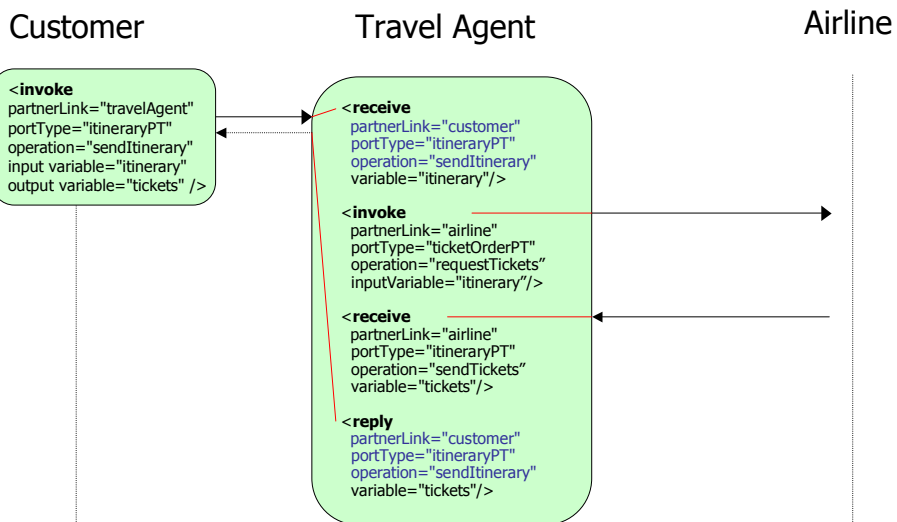 Customer
Travel Agent
Airline
<invoke
partnerLink="travelAgent"
portType="itineraryPT"
operation="sendItinerary"
input variable="itinerary"
output variable="tickets" />
<receive
partnerLink="customer"
portType="itineraryPT"
operation="sendItinerary"
variable="itinerary"/>
<invoke
partnerLink="airline"
portType="ticketOrderPT"
operation="requestTickets”
inputVariable="itinerary”/>
<receive
partnerLink="airline"
portType="itineraryPT"
operation="sendTickets”
variable="tickets"/>
<reply
partnerLink="customer"
portType="itineraryPT"
operation="sendItinerary"
variable="tickets"/>